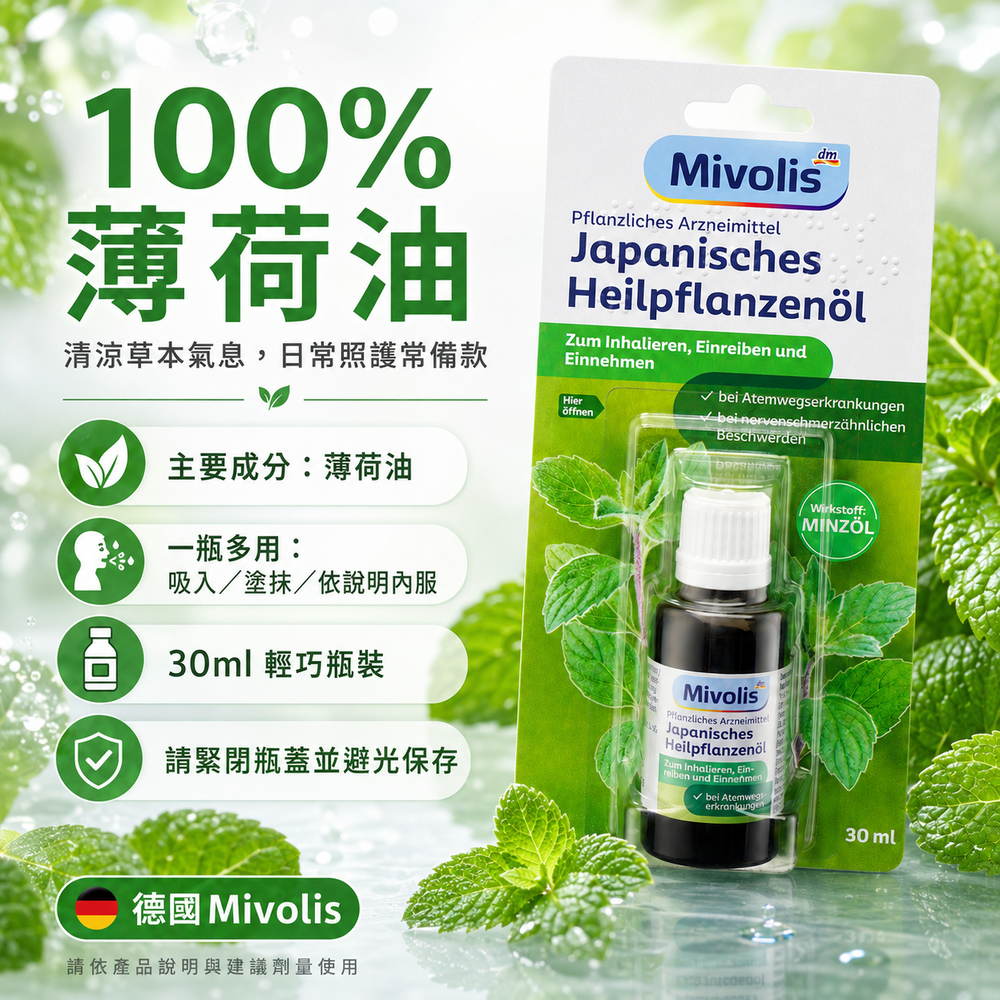 100%
薄荷油
清涼草本氣息,日常照護常備款
主要成分:薄荷油
一瓶多用:
吸入/塗抹/依說明內服
30ml 輕巧瓶裝
請緊閉瓶蓋並避光保存
德國 Mivolis
請依產品說明與建議劑量使用
dm
Mivolis
Pflanzliches Arzneimittel
Japanisches
Heilpflanzenöl
Zum Inhalieren, Einreiben und
Einnehmen
Hier
öffnen
✓ bei Atemwegserkrankungen
✓ bei nervenschmerzähnlichen
Beschwerden
Wirkstoff:
MINZÖL
dm
Mivolis
Pflanzliches Arzneimittel
Japanisches
Heilpflanzenöl
Zum Inhalieren, Ein-
reiben und Einnehmen
✓ bei Atemwegs-
erkrankungen
30 ml